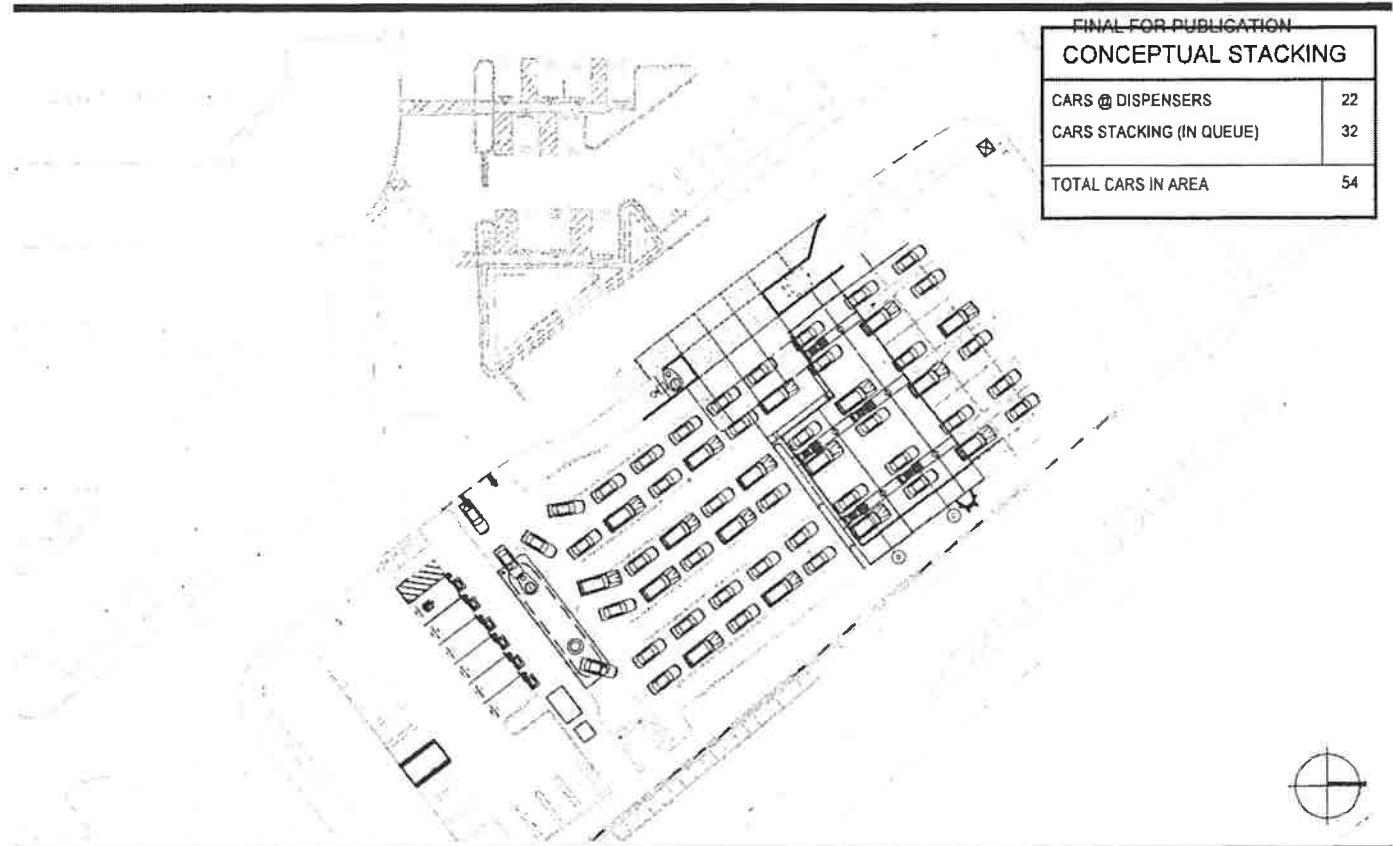 FINAL FOR PUBLICATION
CONCEPTUAL STACKING
CARS @ DISPENSERS 22
CARS STACKING (IN QUEUE) 32
TOTAL CARS IN AREA 54